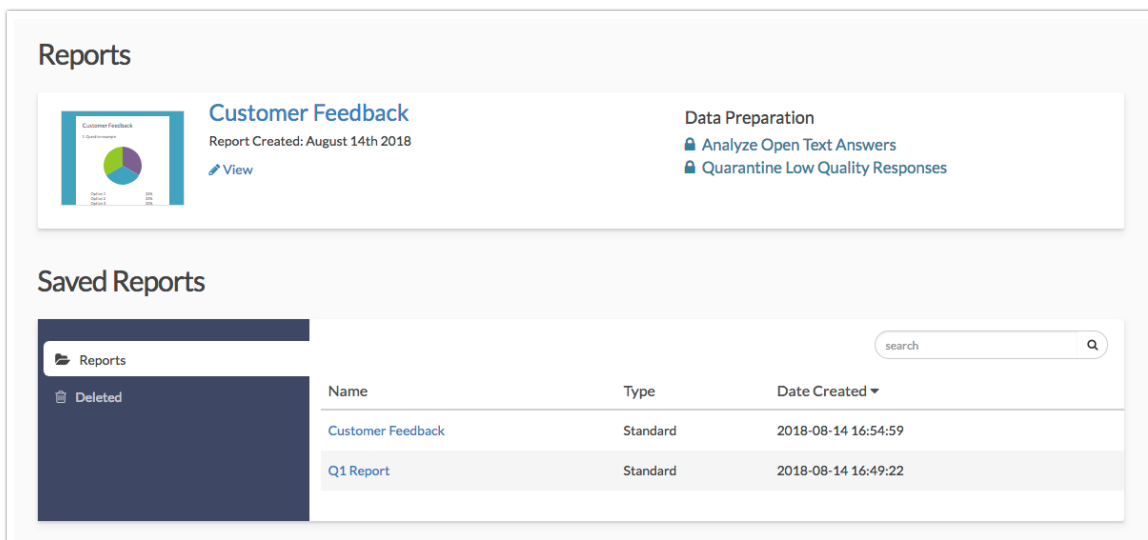 Reports
Customer Feedback
Customer Feedback
Report Created: August 14th 2018
View
Data Preparation
Analyze Open Text Answers
Quarantine Low Quality Responses
Saved Reports
Reports
Deleted
search
Name Type Date Created
Customer Feedback Standard 2018-08-14 16:54:59
Q1 Report Standard 2018-08-14 16:49:22